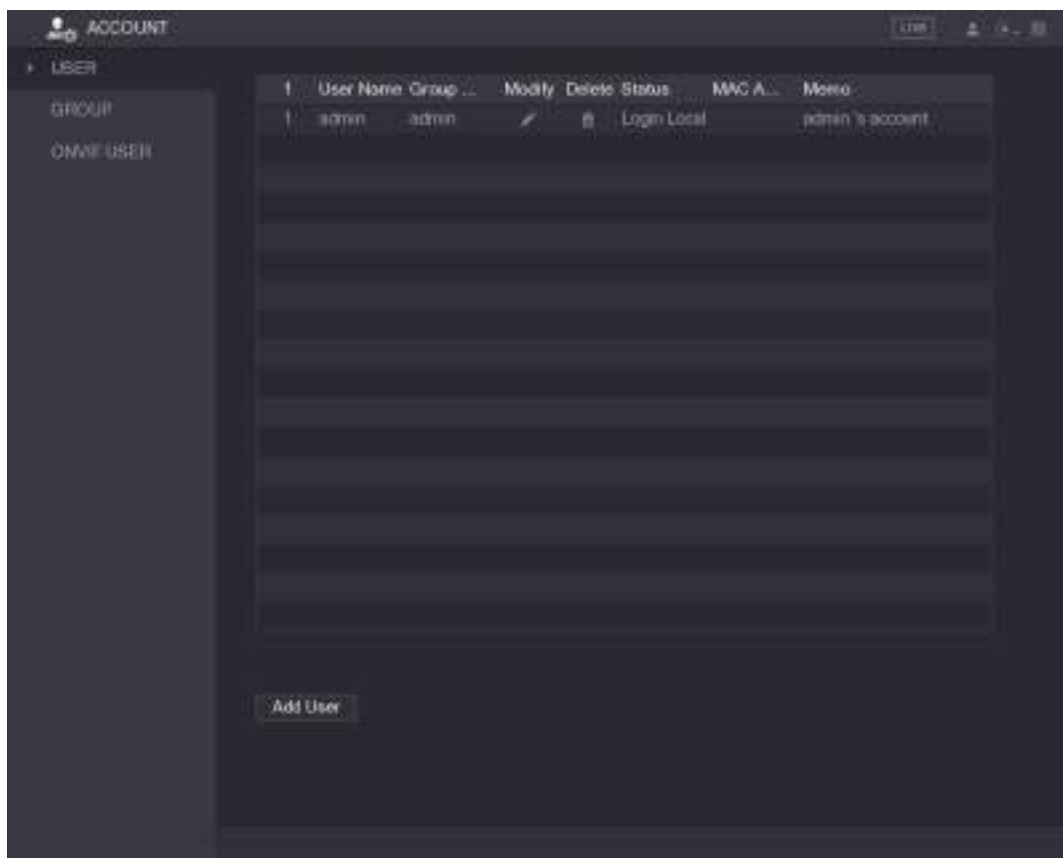 ACCOUNT
LIVE
USER
GROUP
ONVIF USER
1 User Name Group ... Modify Delete Status MAC A... Memo
1 admin admin Login Local admin 's account
Add User